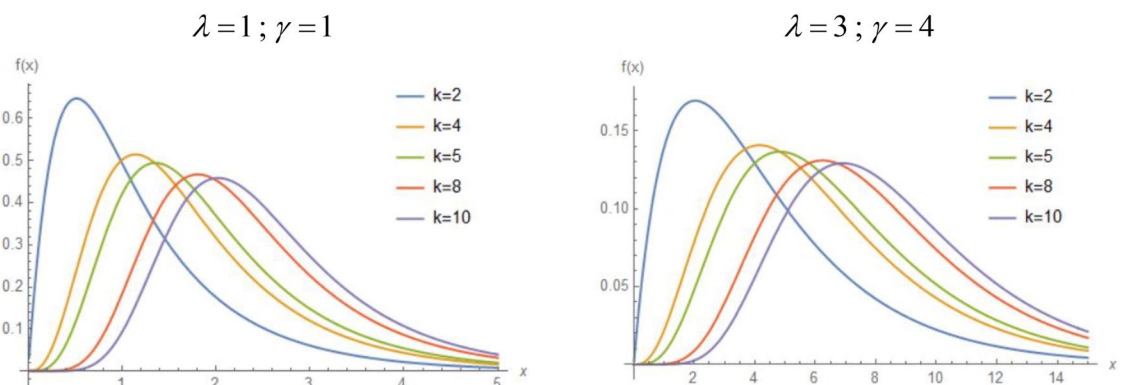 λ = 1 ; γ = 1
f(x)
k=2
k=4
k=5
k=8
k=10
0.6
0.5
0.4
0.3
0.2
0.1
1 2 3 4 5 x
λ = 3 ; γ = 4
f(x)
k=2
k=4
k=5
k=8
k=10
0.15
0.10
0.05
2 4 6 8 10 12 14 x